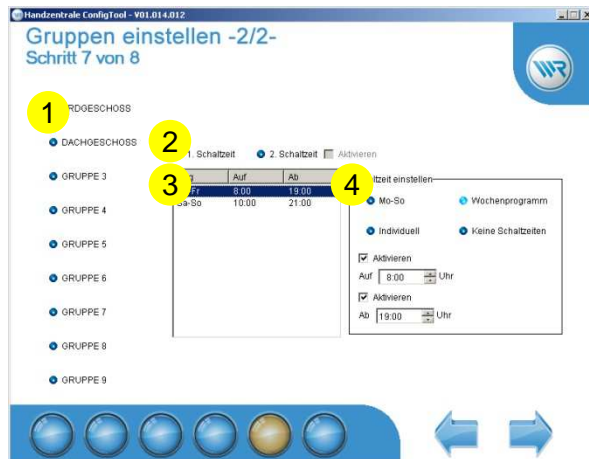 Handzentrale ConfigTool - V01.014.012
Gruppen einstellen -2/2-
Schritt 7 von 8
WR
1
RDGESCHOSS
DACHGESCHOSS
2
1. Schaltzeit
2. Schaltzeit
Aktivieren
GRUPPE 3
3
Auf
Ab
4
tzeit einstellen
-Fr
8:00
19:00
Sa-So
10:00
21:00
Mo-So
Wochenprogramm
GRUPPE 4
Individuell
Keine Schaltzeiten
GRUPPE 5
Aktivieren
GRUPPE 6
Auf 8:00 Uhr
Aktivieren
GRUPPE 7
Ab 19:00 Uhr
GRUPPE 8
GRUPPE 9